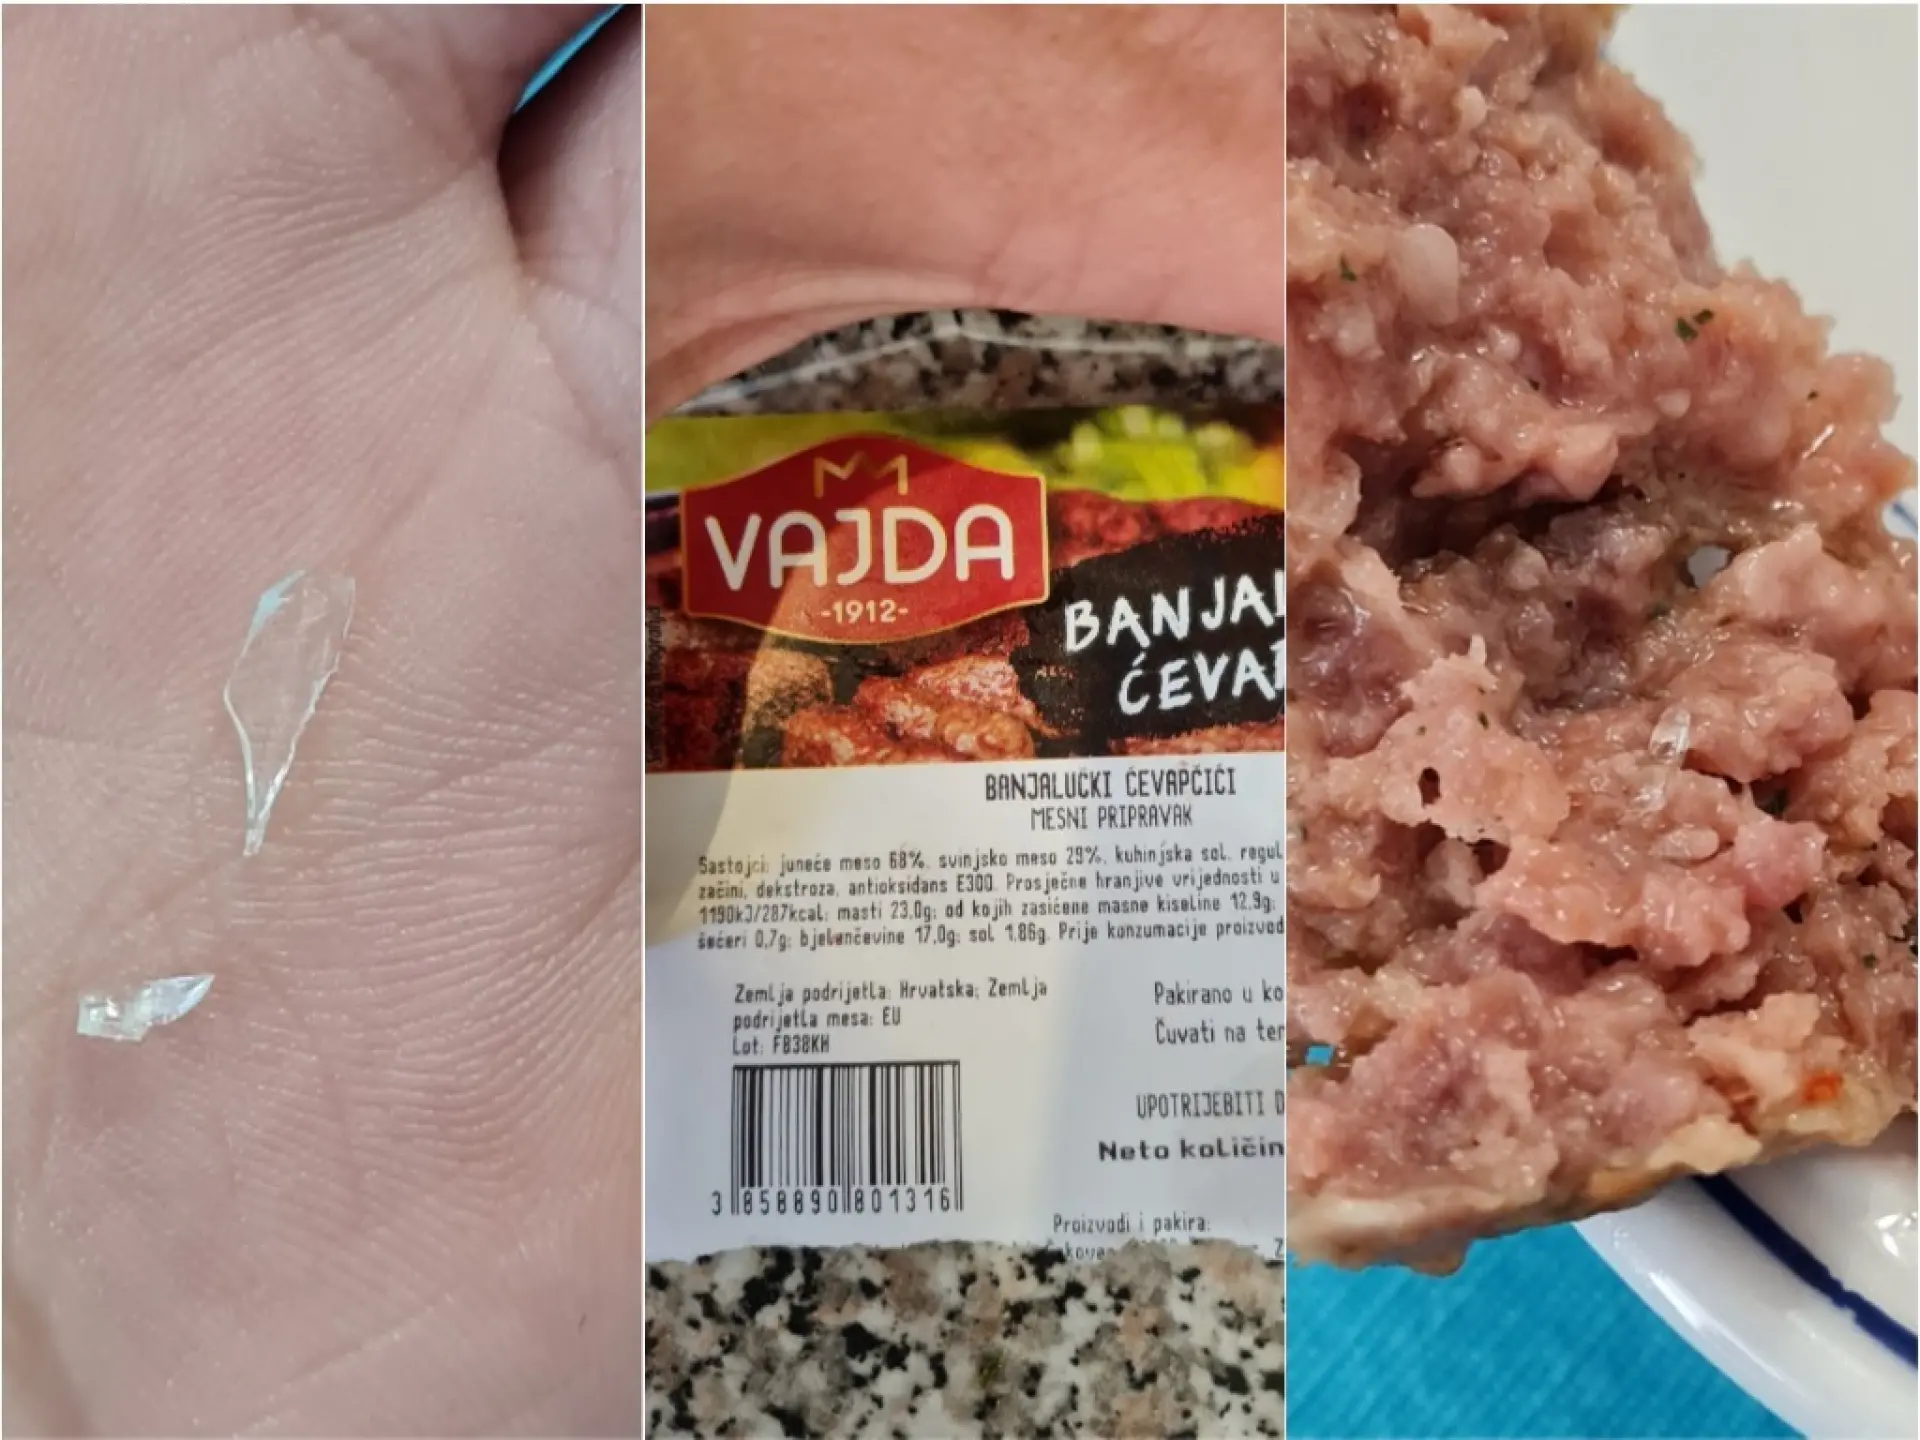 VAJDA
-1912-
BANJAL
ĆEVAP
BANJALUČKI ĆEVAPČIĆI
MESNI PRIPRAVAK
Sastojci: juneće meso 68%, svinjsko meso 29%, kuhinjska sol, regul
začini, dekstroza, antioksidans E300. Prosječne hranjive vrijednosti u
1190kJ/287kcal; masti 23,0g; od kojih zasićene masne kiseline 12,9g;
šećeri 0,7g; bjelančevine 17,0g; sol 1,86g. Prije konzumacije proizvod
Zemlja podrijetla: Hrvatska; Zemlja
podrijetla mesa: EU
Lot: FB38KH
Pakirano u ko
Čuvati na ter
UPOTRIJEBITI D
Neto količin
3 858890 801316
Proizvodi i pakira: